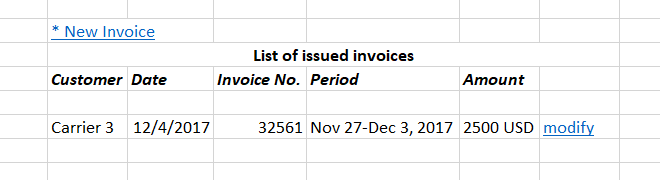 * New Invoice
List of issued invoices
Customer Date Invoice No. Period Amount
Carrier 3 12/4/2017 32561 Nov 27-Dec 3, 2017 2500 USD modify